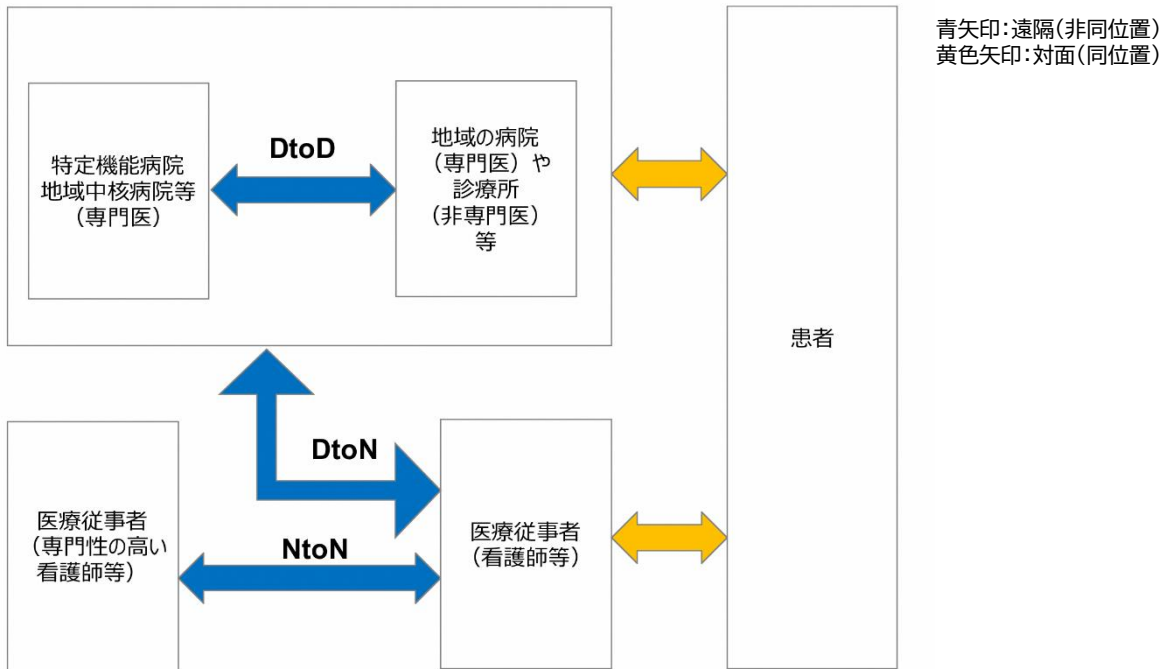 青矢印：遠隔（非同位置）
黄色矢印：対面（同位置）
特定機能病院
地域中核病院等
（専門医）
DtoD
地域の病院
（専門医）や
診療所
（非専門医）
等
患者
DtoN
医療従事者
（専門性の高い
看護師等）
NtoN
医療従事者
（看護師等）